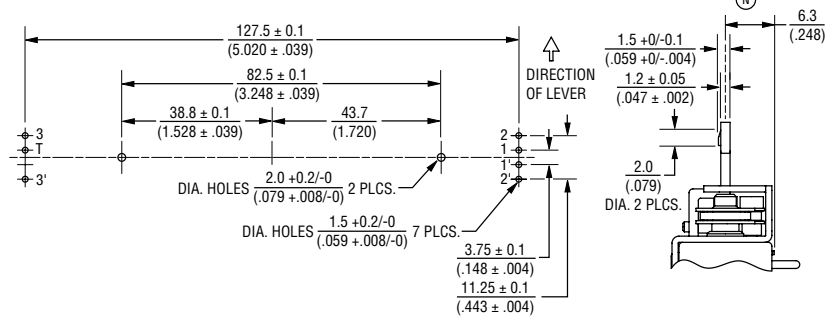 N
127.5 ± 0.1
(5.020 ± .039)
82.5 ± 0.1
(3.248 ± .039)
38.8 ± 0.1
(1.528 ± .039)
43.7
(1.720)
DIRECTION
OF LEVER
3
T
3'
2
1
1'
2'
DIA. HOLES 2.0 +0.2/-0 2 PLCS.
(.079 +.008/-0)
DIA. HOLES 1.5 +0.2/-0 7 PLCS.
(.059 +.008/-0)
3.75 ± 0.1
(.148 ± .004)
11.25 ± 0.1
(.443 ± .004)
6.3
(.248)
1.5 +0/-0.1
(.059 +0/-.004)
1.2 ± 0.05
(.047 ± .002)
2.0
(.079)
DIA. 2 PLCS.